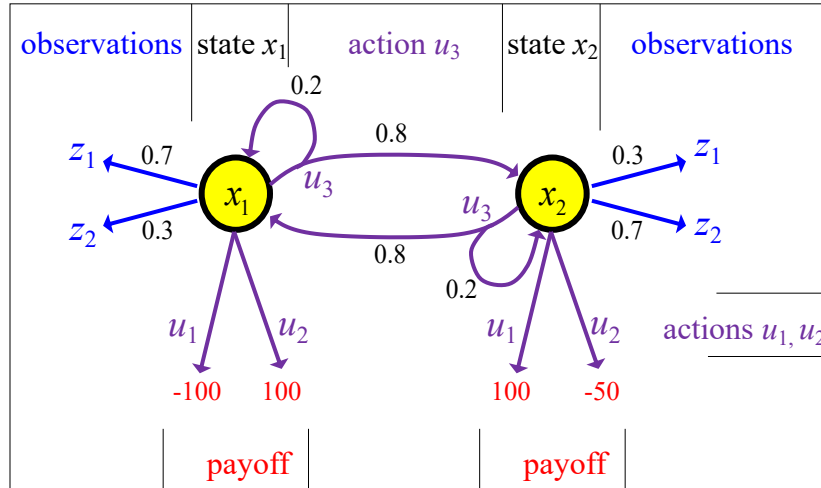 observations state x₁ action u₃ state x₂ observations
0.2
0.8
z₁ 0.7 0.3 z₁
u₃
x₁ x₂
u₃
z₂ 0.3 0.7 z₂
0.8
0.2
u₁ u₂ u₁ u₂ actions u₁, u₂
-100 100 100 -50
payoff payoff